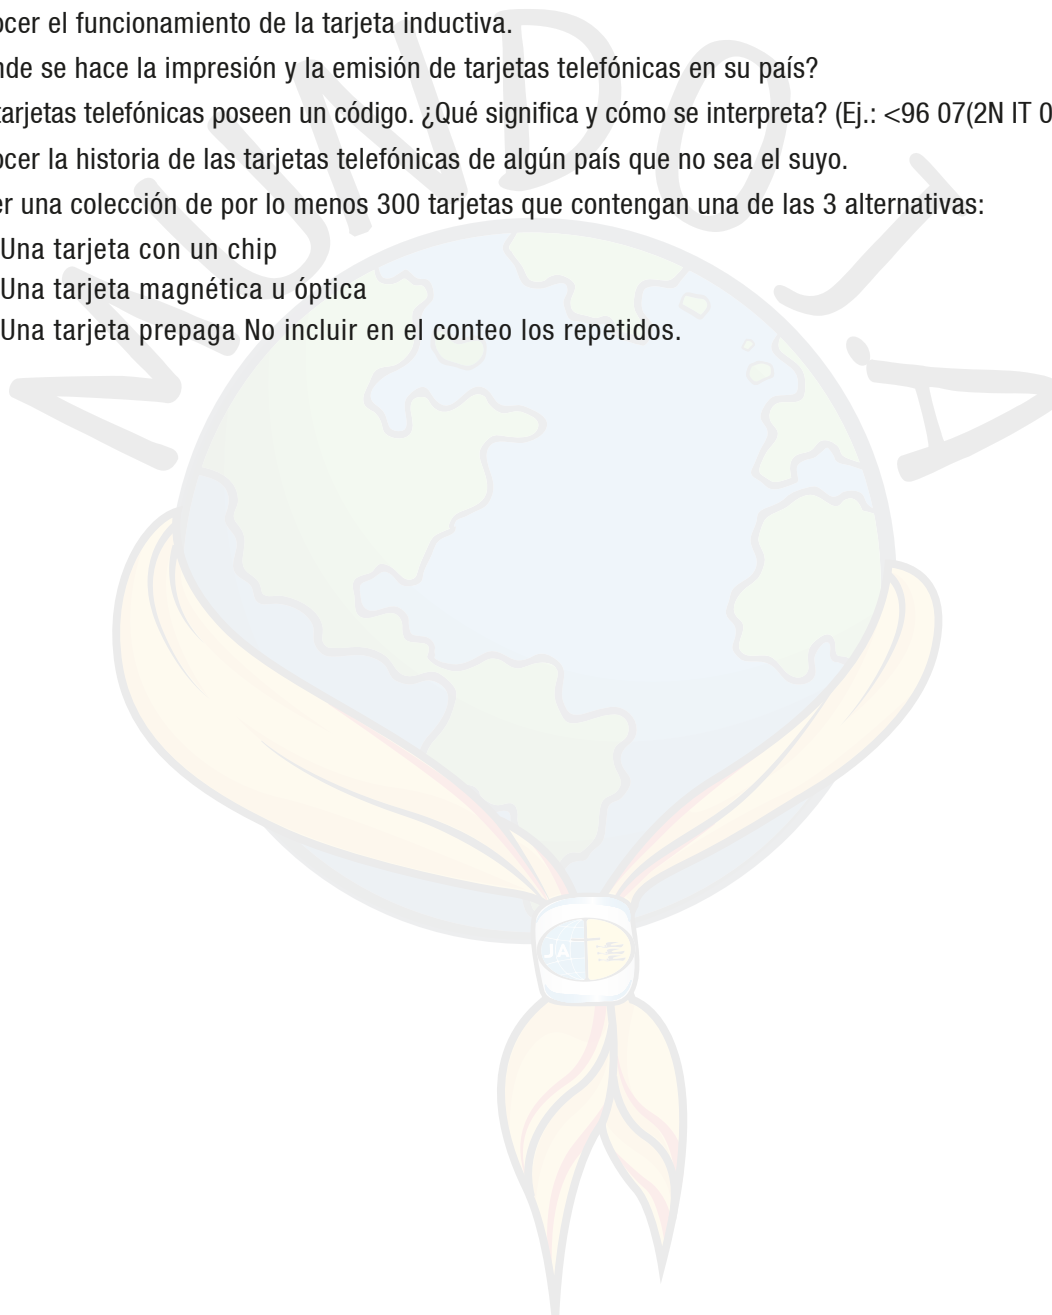 ocer el funcionamiento de la tarjeta inductiva.
nde se hace la impresión y la emisión de tarjetas telefónicas en su país?
tarjetas telefónicas poseen un código. ¿Qué significa y cómo se interpreta? (Ej.: <96 07(2N IT 0
ocer la historia de las tarjetas telefónicas de algún país que no sea el suyo.
er una colección de por lo menos 300 tarjetas que contengan una de las 3 alternativas:
Una tarjeta con un chip
Una tarjeta magnética u óptica
Una tarjeta prepaga No incluir en el conteo los repetidos.
MUNDO JA
JA